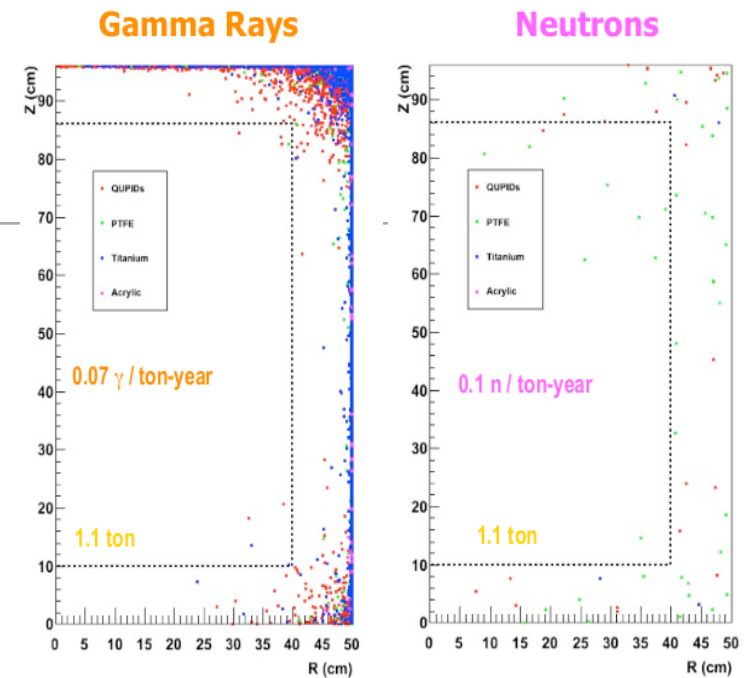 Gamma Rays
Neutrons
Z (cm)
90
80
70
60
50
40
30
20
10
0
QUPIDs
PTFE
Titanium
Acrylic
0.07 γ / ton-year
1.1 ton
0 5 10 15 20 25 30 35 40 45 50
R (cm)
Z (cm)
90
80
70
60
50
40
30
20
10
0
QUPIDs
PTFE
Titanium
Acrylic
0.1 n / ton-year
1.1 ton
0 5 10 15 20 25 30 35 40 45 50
R (cm)